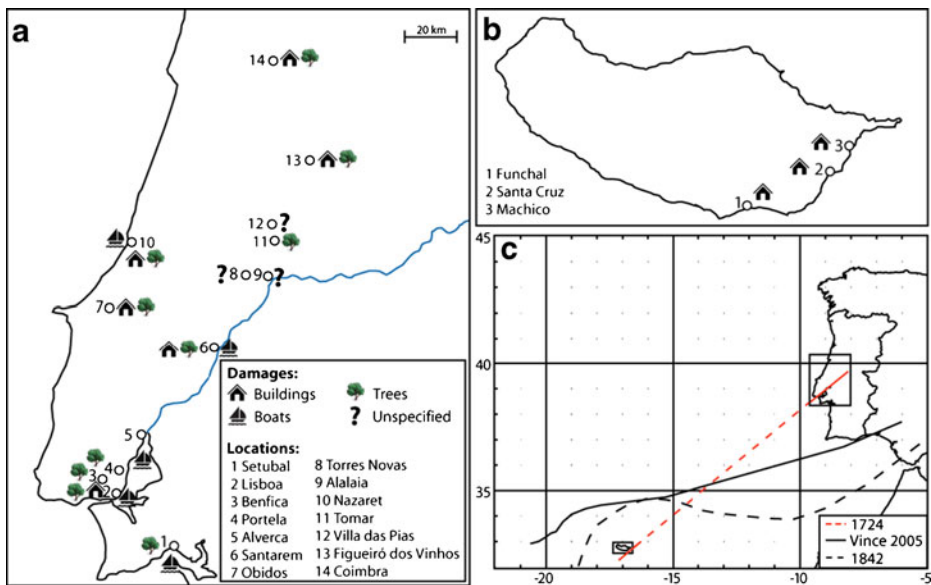 a
20 km
14
13
12 ?
11
10
? 8 9 ?
7
6
5
4
3
2
1
Damages:
Buildings Trees
Boats ? Unspecified
Locations:
1 Setubal 8 Torres Novas
2 Lisboa 9 Alalaia
3 Benfica 10 Nazaret
4 Portela 11 Tomar
5 Alverca 12 Villa das Pias
6 Santarem 13 Figueiró dos Vinhos
7 Obidos 14 Coimbra
b
3
2
1
1 Funchal
2 Santa Cruz
3 Machico
c
45
40
35
-20 -15 -10 -5
1724
Vince 2005
1842